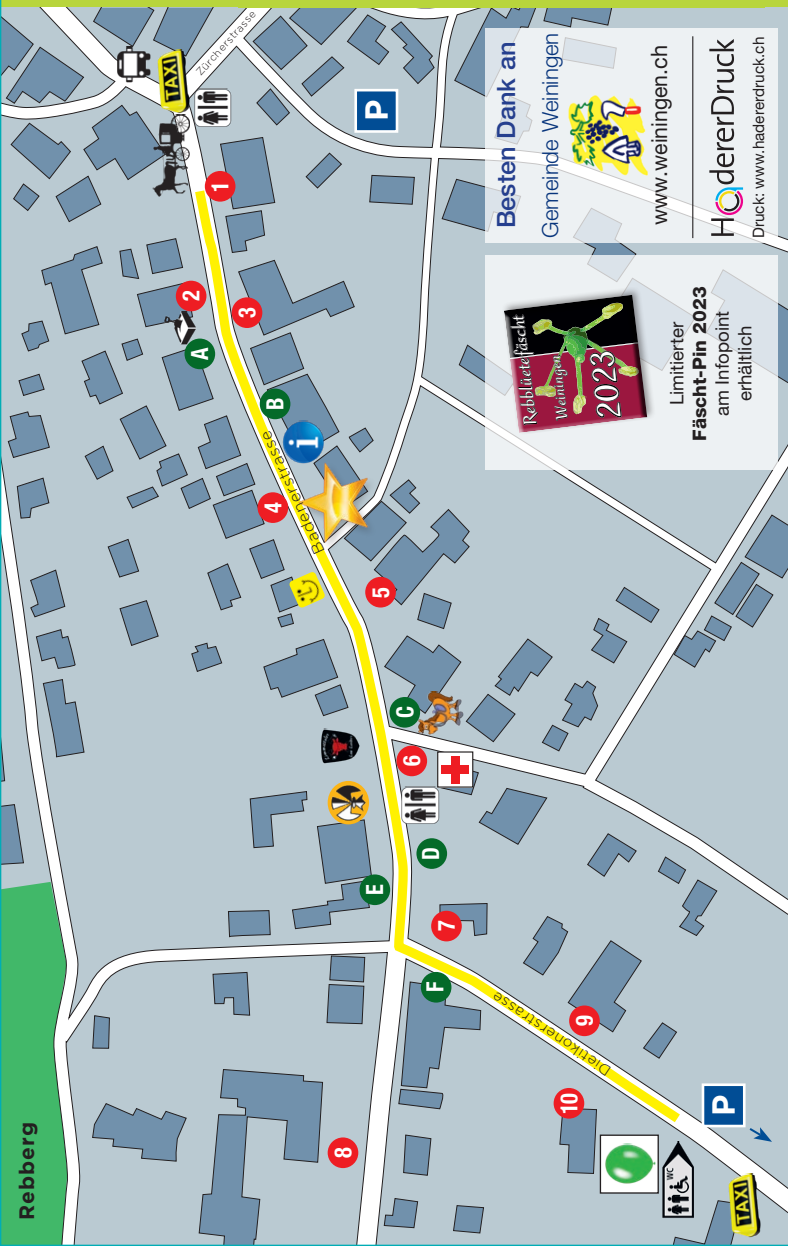 Rebberg
TAXI
Zürcherstrasse
P
1
2
3
A
B
i
Badenerstrasse
4
5
C
6
D
E
7
F
8
Dietikonerstrasse
9
10
P
WC
TAXI
Besten Dank an
Gemeinde Weiningen
www.weiningen.ch
HadererDruck
Druck: www.hadererdruck.ch
Rebblüetefäscht
Weiningen
2023
Limitierter
Fäscht-Pin 2023
am Infopoint
erhältlich